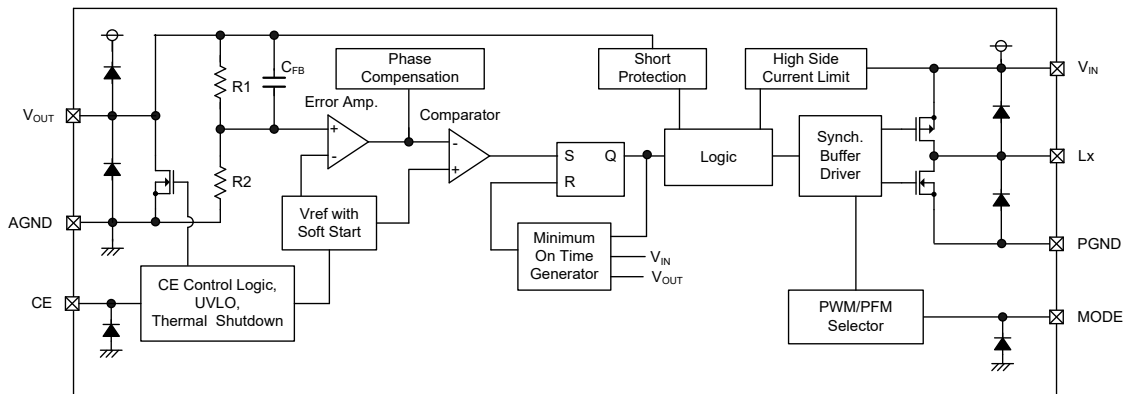 Phase
Compensation
Short
Protection
High Side
Current Limit
VIN
R1
CFB
Error Amp.
Comparator
VOUT
+
-
-
+
S
Q
R
Logic
Synch.
Buffer
Driver
Lx
R2
AGND
Vref with
Soft Start
Minimum
On Time
Generator
VIN
VOUT
PGND
CE
CE Control Logic,
UVLO,
Thermal Shutdown
PWM/PFM
Selector
MODE